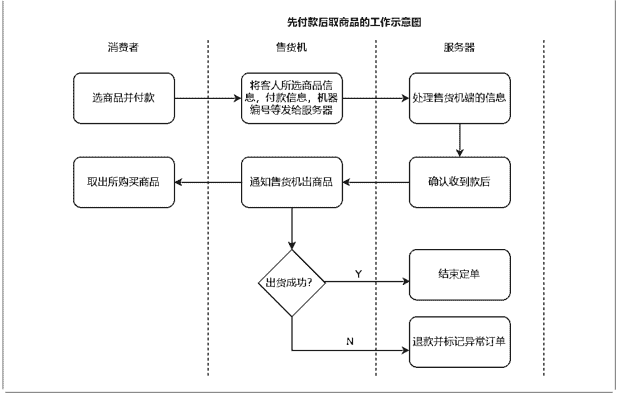 先付款后取商品的工作示意图
消费者
售货机
服务器
选商品并付款
将客人所选商品信
息，付款信息，机器
编号等发给服务器
处理售货机端的信息
取出所购买商品
通知售货机出商品
确认收到款后
出货成功?
Y
结束定单
N
退款并标记异常订单